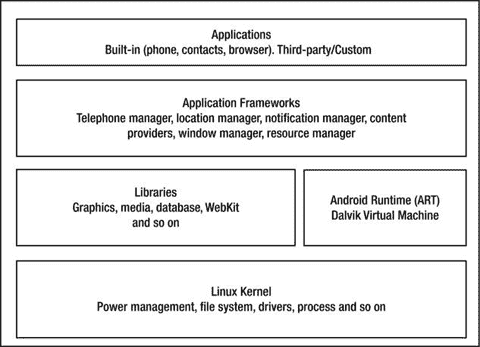 Applications
Built-in (phone, contacts, browser). Third-party/Custom
Application Frameworks
Telephone manager, location manager, notification manager, content
providers, window manager, resource manager
Libraries
Graphics, media, database, WebKit
and so on
Android Runtime (ART)
Dalvik Virtual Machine
Linux Kernel
Power management, file system, drivers, process and so on